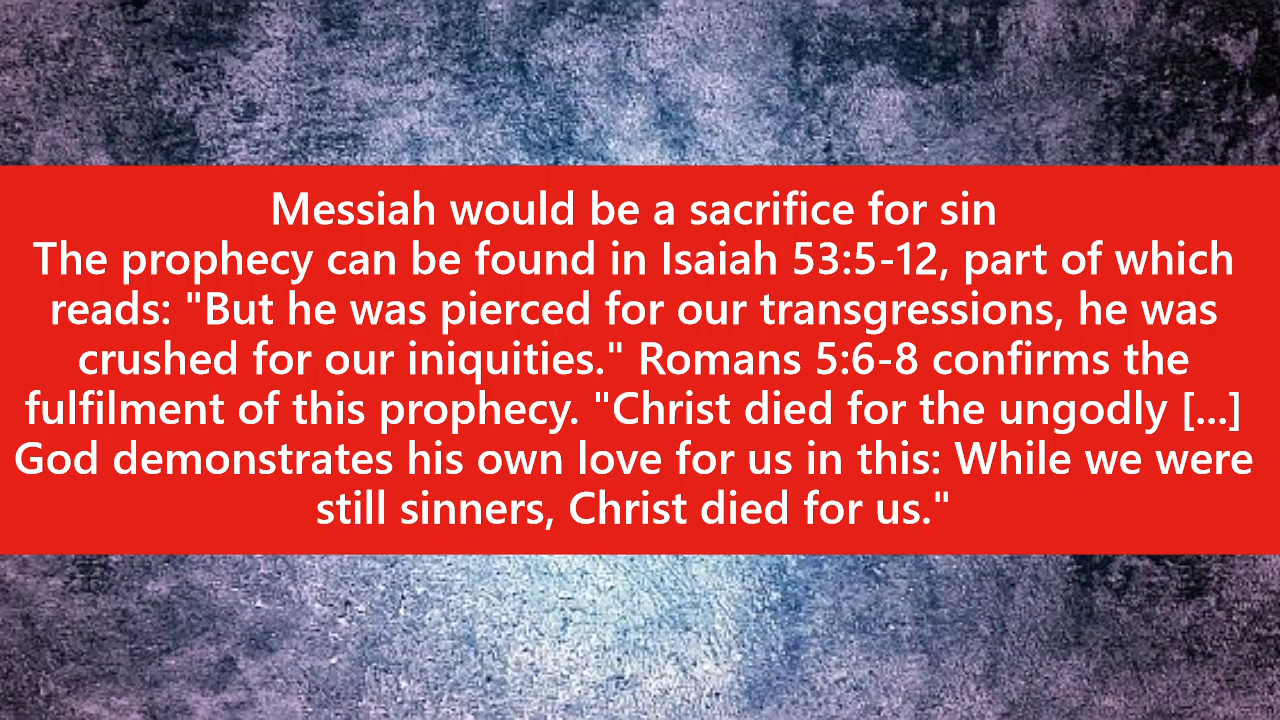 Messiah would be a sacrifice for sin
The prophecy can be found in Isaiah 53:5-12, part of which
reads: "But he was pierced for our transgressions, he was
crushed for our iniquities." Romans 5:6-8 confirms the
fulfilment of this prophecy. "Christ died for the ungodly [...]
God demonstrates his own love for us in this: While we were
still sinners, Christ died for us."